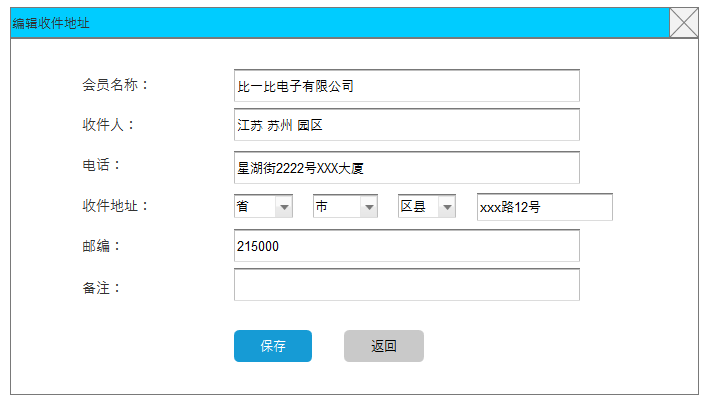 编辑收件地址
会员名称： 比一比电子有限公司
收件人： 江苏 苏州 园区
电话： 星湖街2222号XXX大厦
收件地址： 省 市 区县 xxx路12号
邮编： 215000
备注：
保存 返回